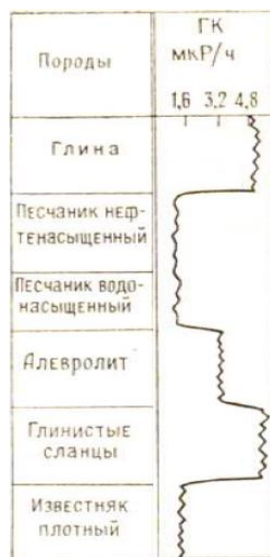 Породы
ГК
мкР/ч
1,6 3,2 4,8
Глина
Песчаник неф-
тенасыщенный
Песчаник водо-
насыщенный
Алевролит
Глинистые
сланцы
Известняк
плотный